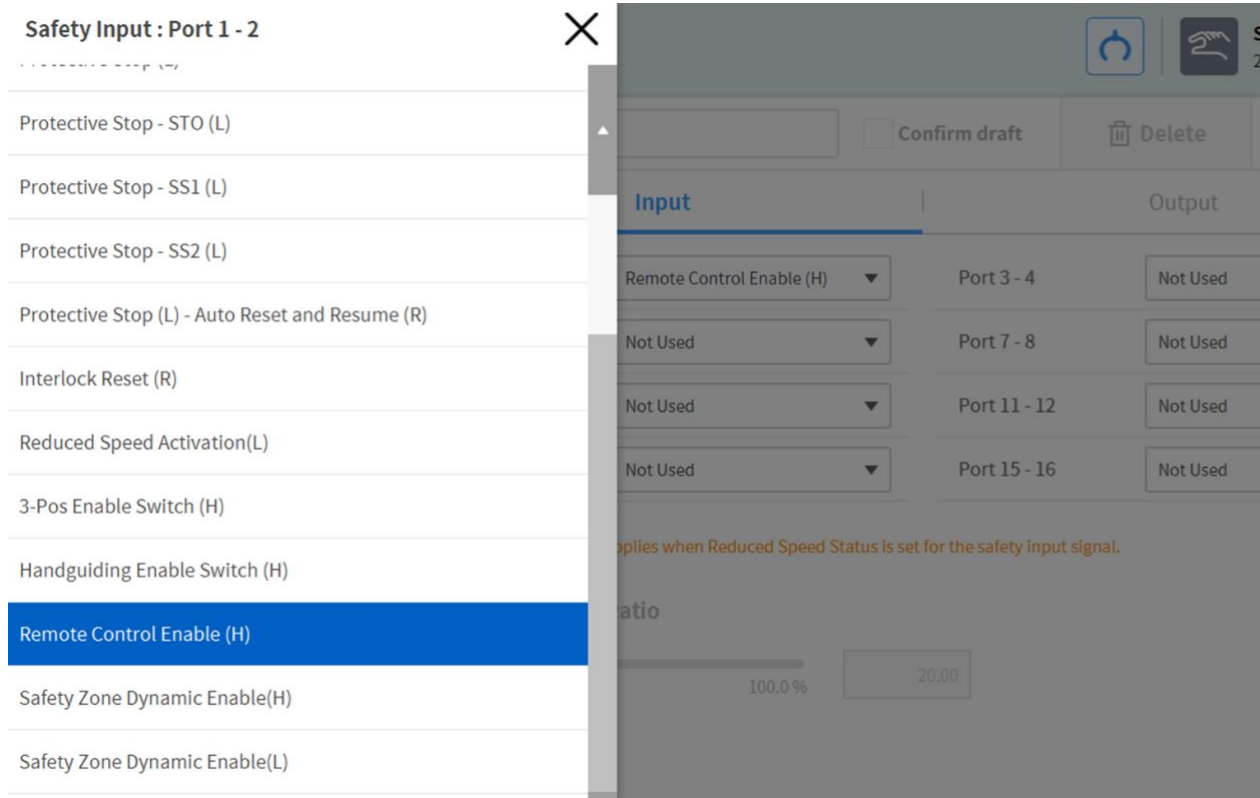 Safety Input : Port 1 - 2
Protective Stop - STO (L)
Protective Stop - SS1 (L)
Protective Stop - SS2 (L)
Protective Stop (L) - Auto Reset and Resume (R)
Interlock Reset (R)
Reduced Speed Activation(L)
3-Pos Enable Switch (H)
Handguiding Enable Switch (H)
Remote Control Enable (H)
Safety Zone Dynamic Enable(H)
Safety Zone Dynamic Enable(L)
Confirm draft
Delete
Input | Output
Remote Control Enable (H) Port 3 - 4 Not Used
Not Used Port 7 - 8 Not Used
Not Used Port 11 - 12 Not Used
Not Used Port 15 - 16 Not Used
when Reduced Speed Status is set for the safety input signal.
100.0 % 20.00